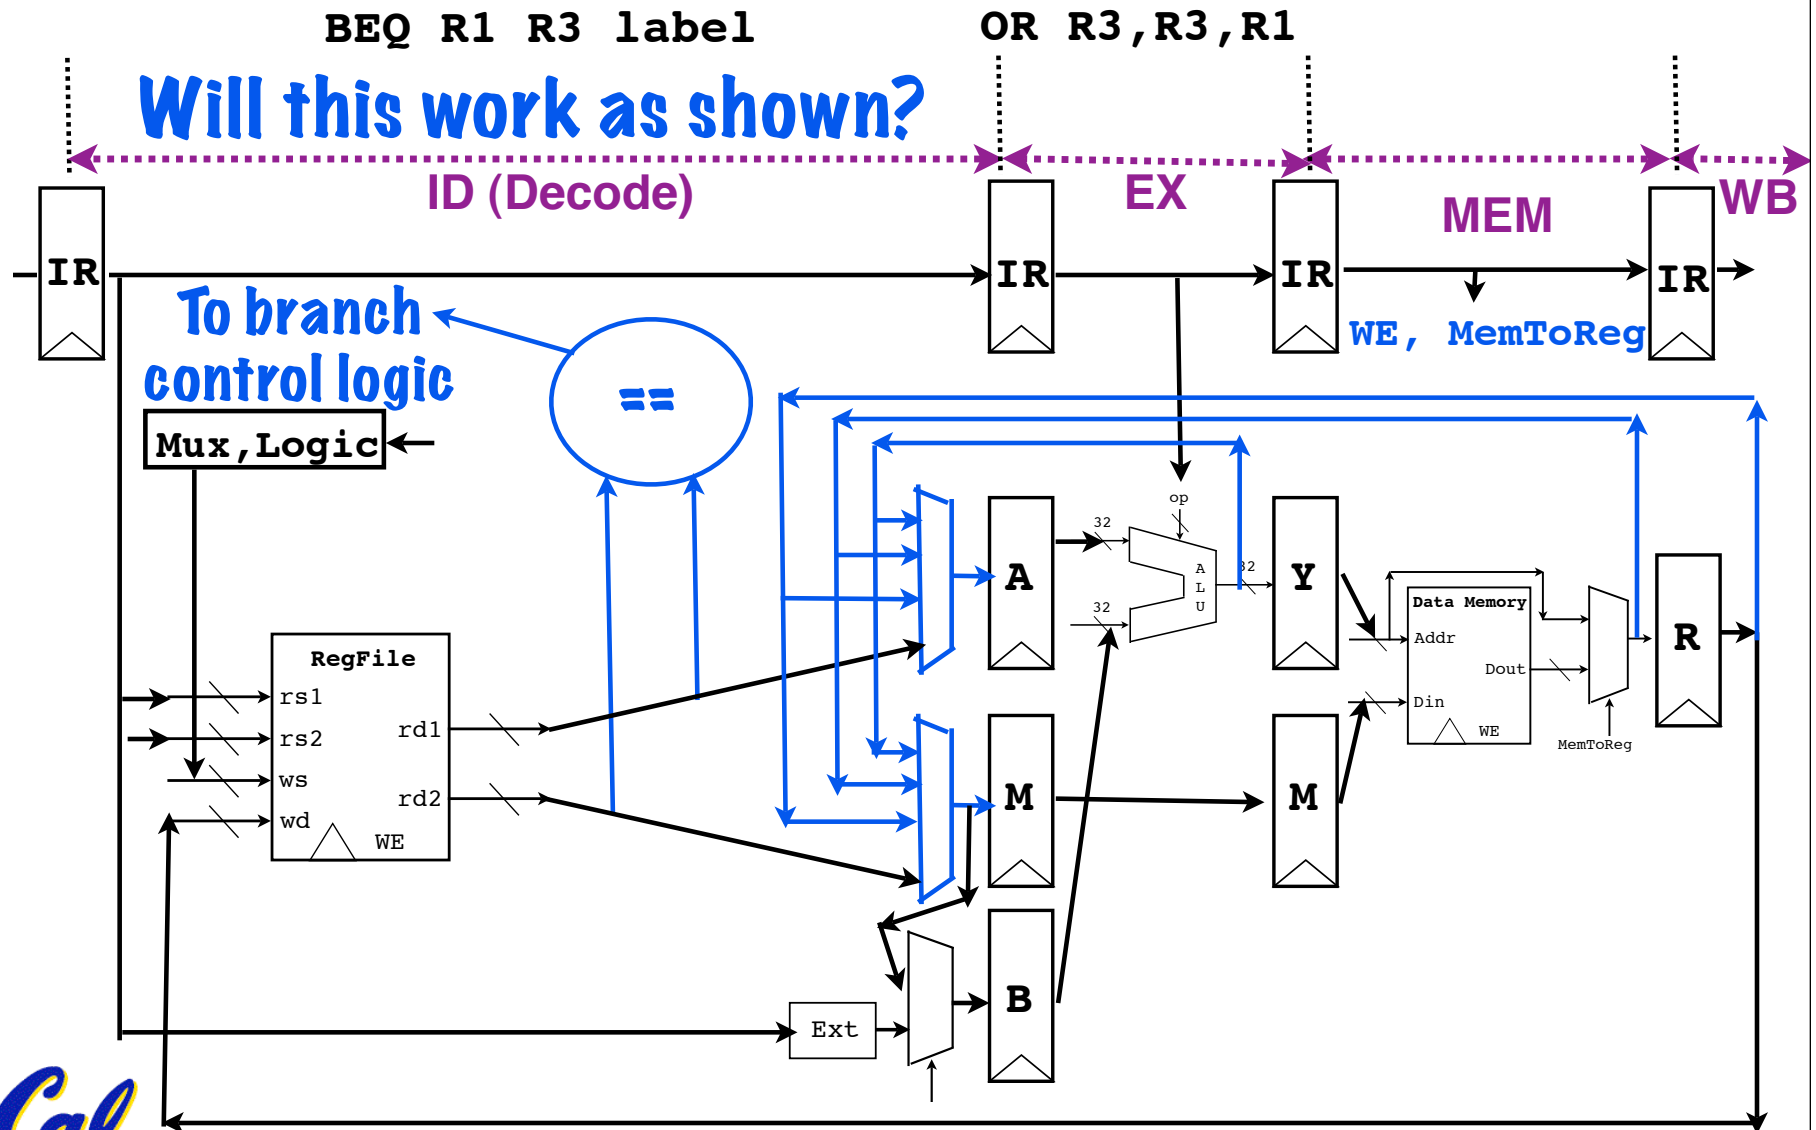 BEQ R1 R3 label
OR R3,R3,R1
Will this work as shown?
ID (Decode)
EX
MEM
WB
IR
IR
IR
IR
To branch
control logic
==
WE, MemToReg
Mux,Logic
op
32
32
32
A
ALU
Y
R
Data Memory
Addr
Dout
Din
WE
MemToReg
RegFile
rs1
rs2
ws
wd
rd1
rd2
WE
M
M
B
Ext
Cal